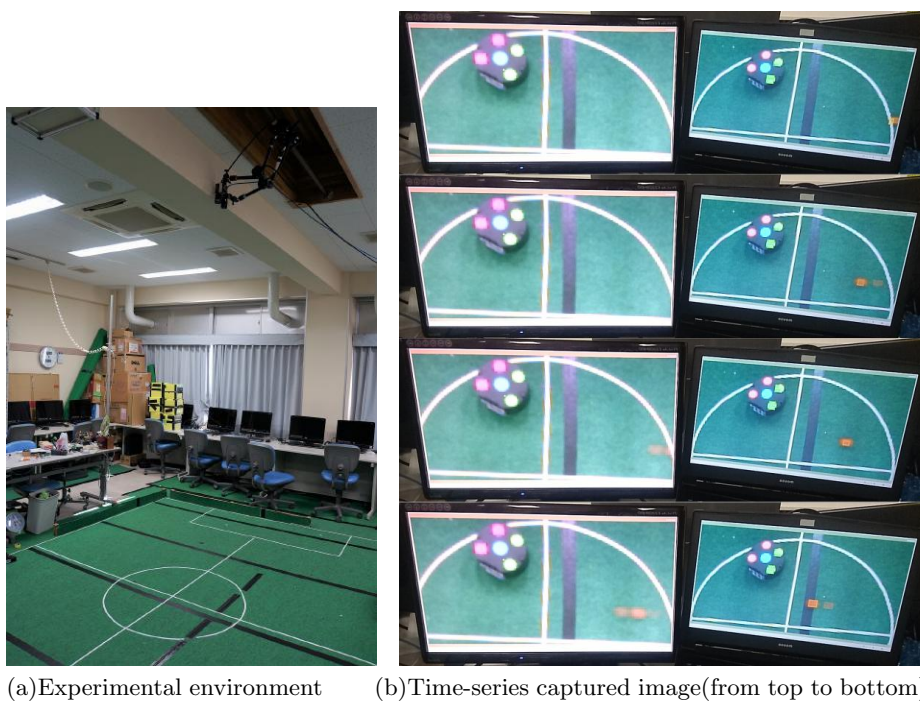 (a)Experimental environment
(b)Time-series captured image(from top to bottom)